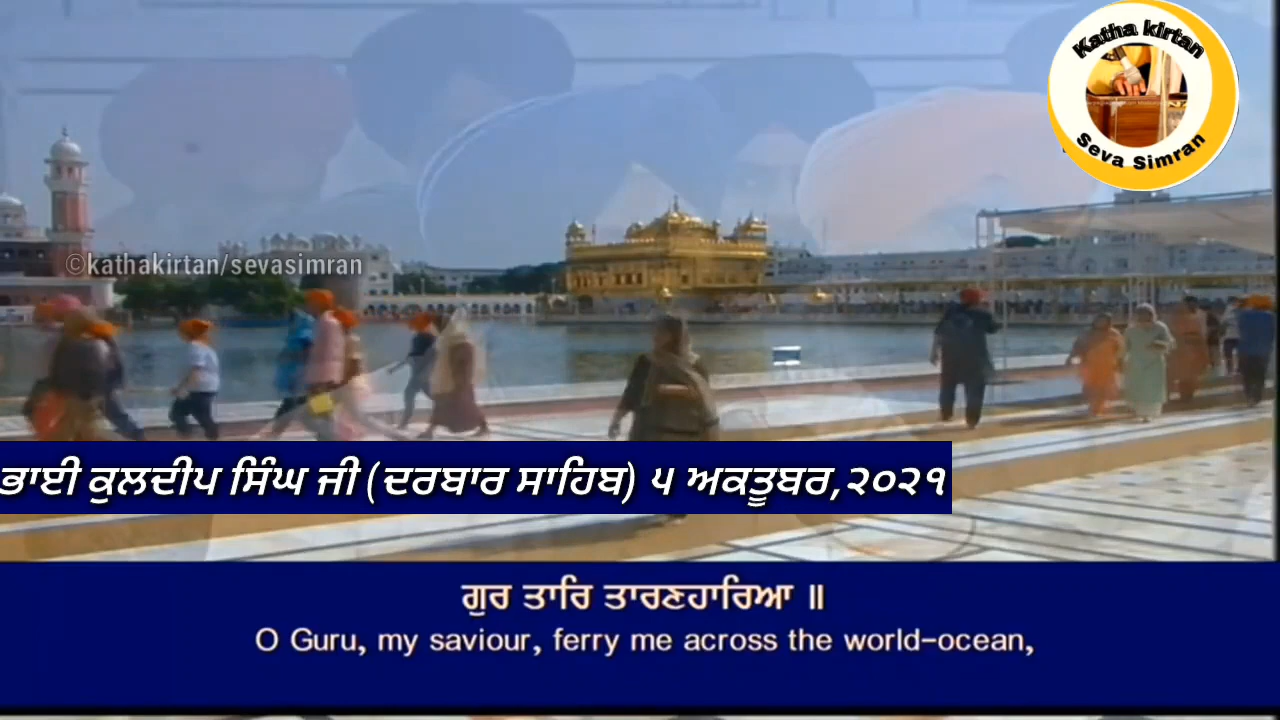 Katha kirtan
Seva Simran
©kathakirtan/sevasimran
ਭਾਈ ਕੁਲਦੀਪ ਸਿੰਘ ਜੀ (ਦਰਬਾਰ ਸਾਹਿਬ) ੫ ਅਕਤੂਬਰ,੨੦੨੧
ਗੁਰ ਤਾਰਿ ਤਾਰਣਹਾਰਿਆ ॥
O Guru, my saviour, ferry me across the world-ocean,